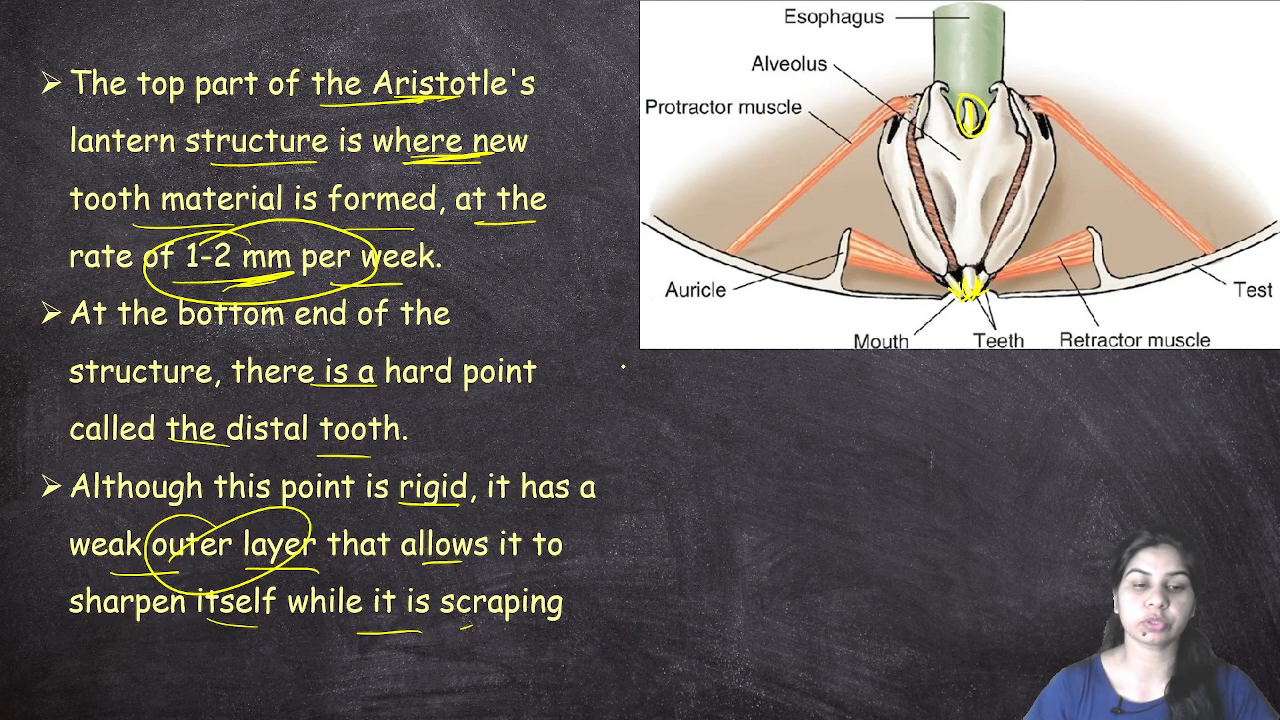 ➢ The top part of the Aristotle's
lantern structure is where new
tooth material is formed, at the
rate of 1-2 mm per week.
➢ At the bottom end of the
structure, there is a hard point
called the distal tooth.
➢ Although this point is rigid, it has a
weak outer layer that allows it to
sharpen itself while it is scraping
Esophagus
Alveolus
Protractor muscle
Auricle
Test
Mouth
Teeth
Retractor muscle